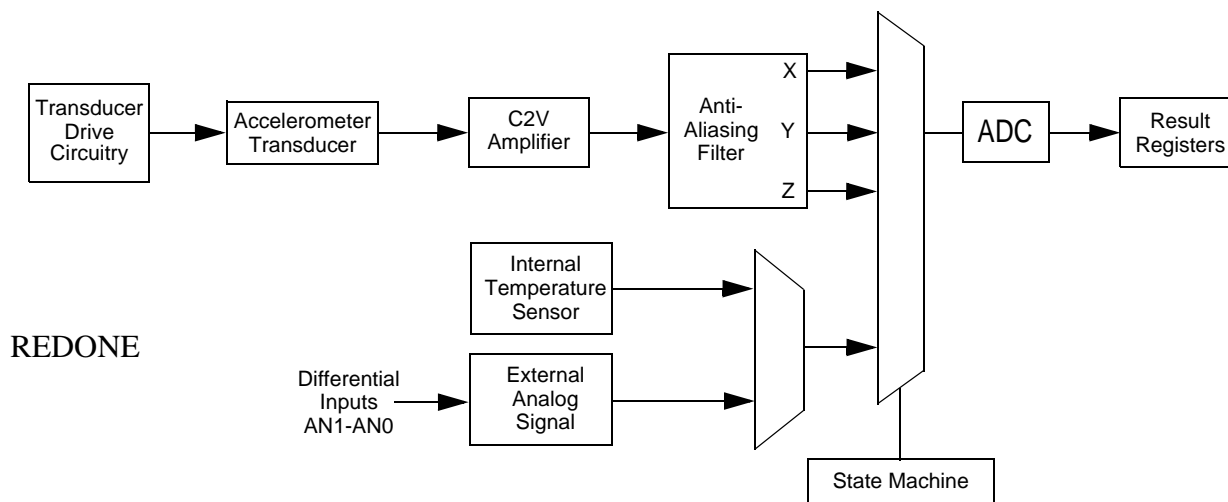 Transducer
Drive
Circuitry
Accelerometer
Transducer
C2V
Amplifier
Anti-
Aliasing
Filter
X
Y
Z
ADC
Result
Registers
Internal
Temperature
Sensor
REDONE
Differential
Inputs
AN1-AN0
External
Analog
Signal
State Machine